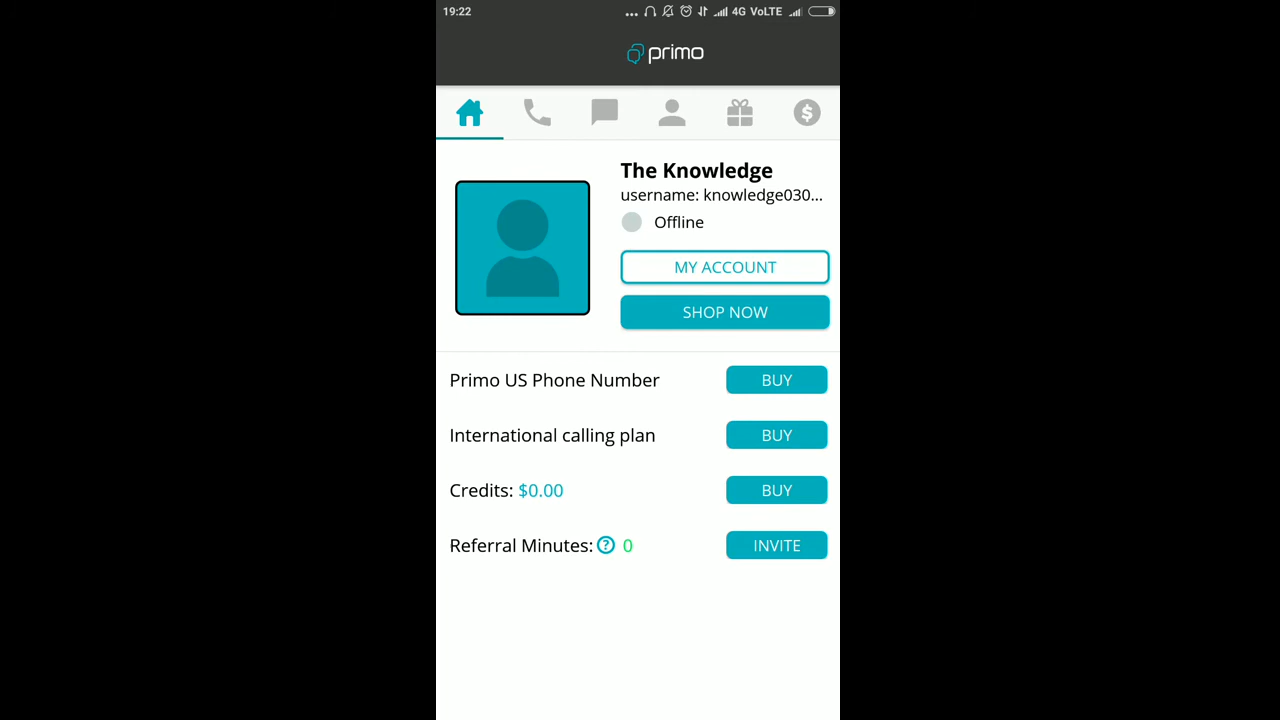 19:22 ... 4G VoLTE
primo
$
The Knowledge
username: knowledge030...
Offline
MY ACCOUNT
SHOP NOW
Primo US Phone Number BUY
International calling plan BUY
Credits: $0.00 BUY
Referral Minutes: ? 0 INVITE